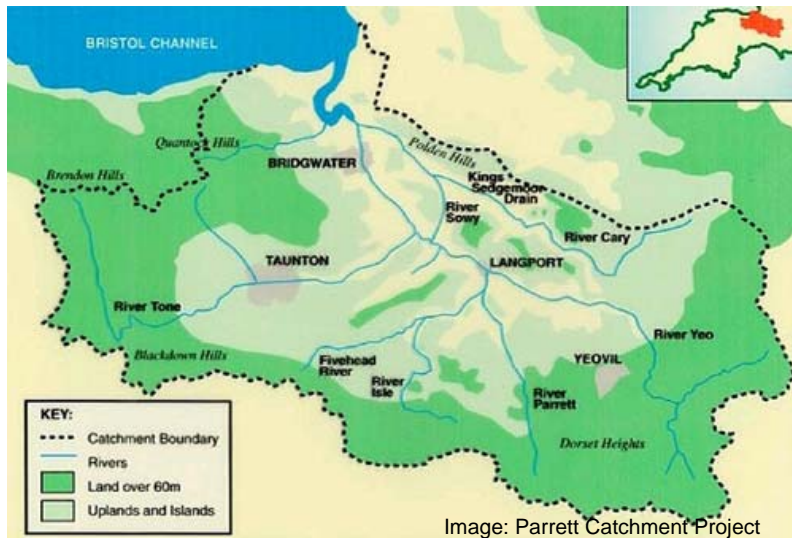 BRISTOL CHANNEL
Quantock Hills
Brendon Hills
BRIDGWATER
Polden Hills
Kings
Sedgemoor
Drain
River
Sowy
River Cary
TAUNTON
LANGPORT
River Tone
River Yeo
Blackdown Hills
Fivehead
River
YEOVIL
River
Isle
River
Parrett
Dorset Heights
KEY:
Catchment Boundary
Rivers
Land over 60m
Uplands and Islands
Image: Parrett Catchment Project